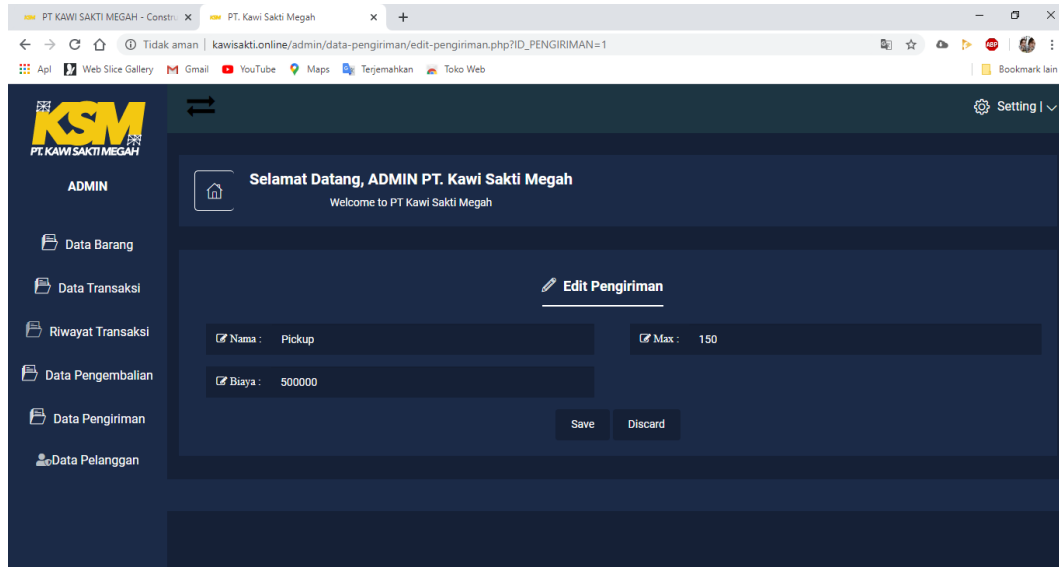 PT KAWI SAKTI MEGAH - Constru
PT. Kawi Sakti Megah
Tidak aman | kawisakti.online/admin/data-pengiriman/edit-pengiriman.php?ID_PENGIRIMAN=1
ABP
Apl Web Slice Gallery Gmail YouTube Maps Terjemahkan Toko Web Bookmark lain
KSM
PT. KAWI SAKTI MEGAH
Setting |
ADMIN
Selamat Datang, ADMIN PT. Kawi Sakti Megah
Welcome to PT Kawi Sakti Megah
Data Barang
Data Transaksi
Riwayat Transaksi
Data Pengembalian
Data Pengiriman
Data Pelanggan
Edit Pengiriman
Nama : Pickup
Max : 150
Biaya : 500000
Save Discard